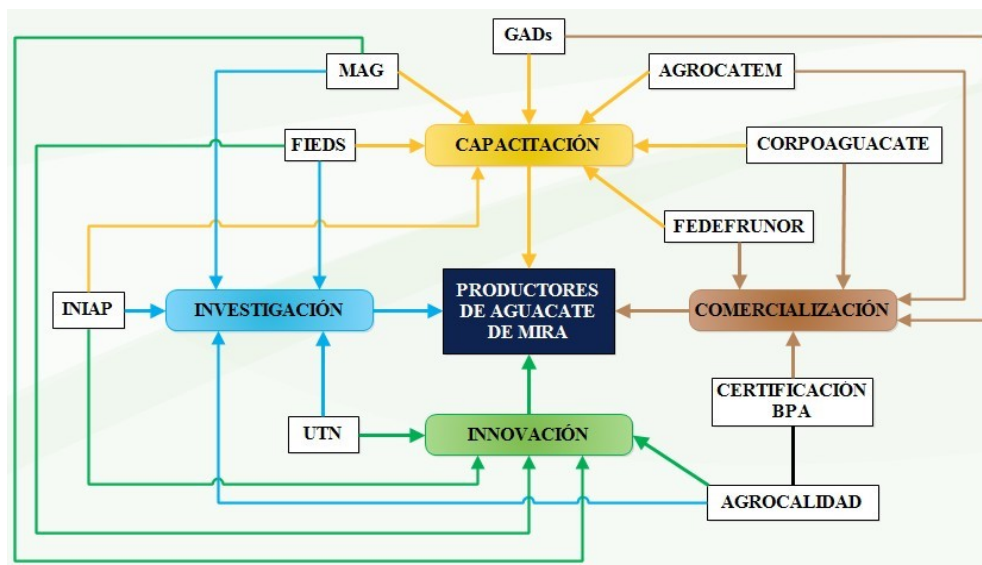 GADs
MAG
AGROCATEM
FIEDS
CAPACITACIÓN
CORPOAGUACATE
FEDEFRUNOR
INIAP
INVESTIGACIÓN
PRODUCTORES
DE AGUACATE
DE MIRA
COMERCIALIZACIÓN
CERTIFICACIÓN
BPA
UTN
INNOVACIÓN
AGROCALIDAD